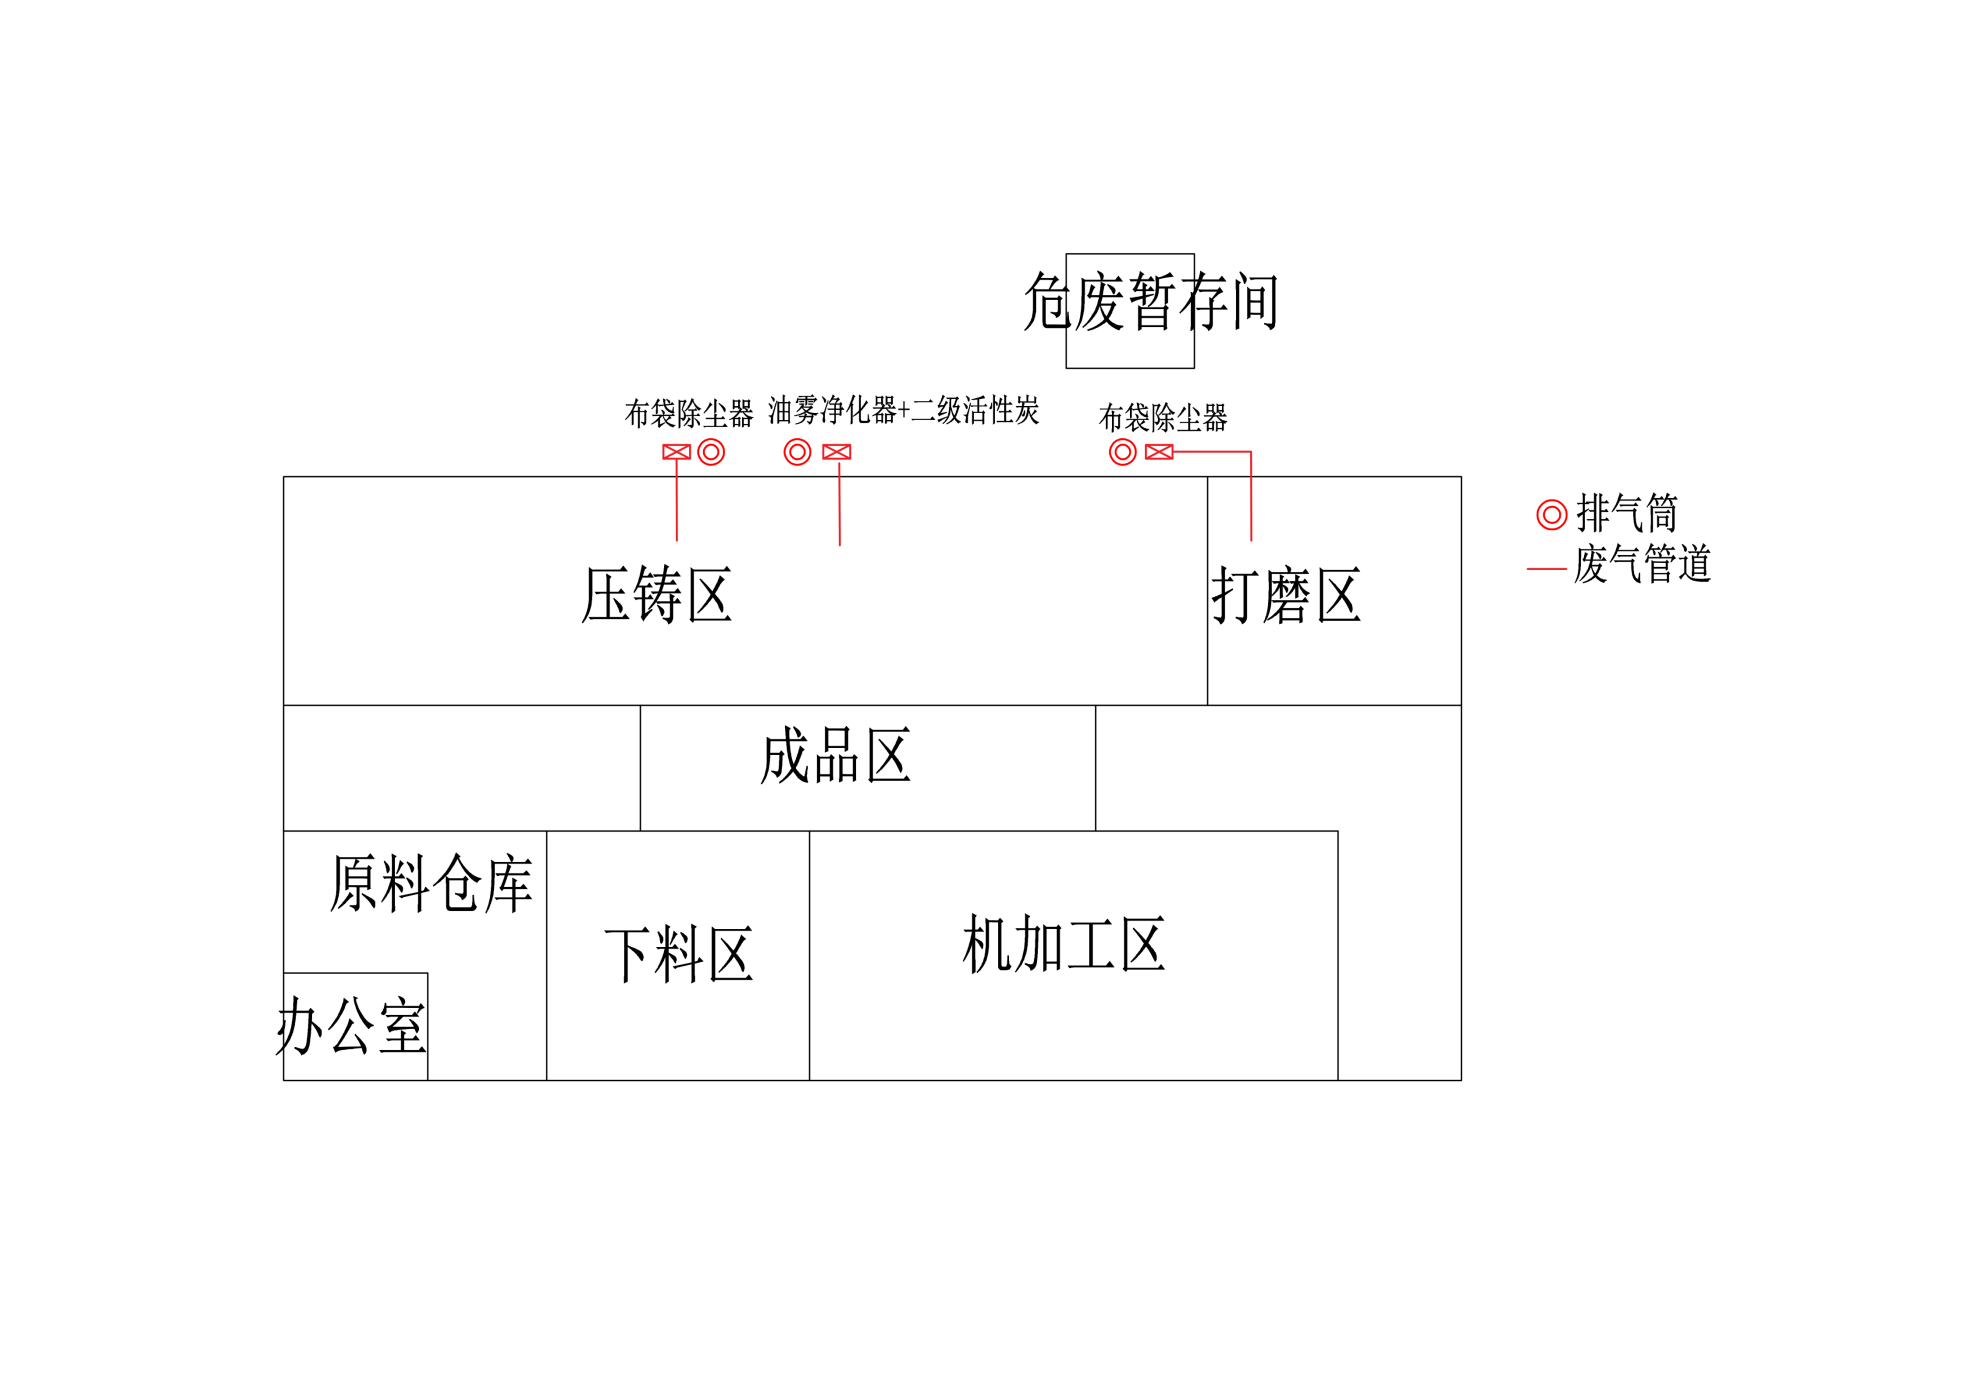 危废暂存间
布袋除尘器
油雾净化器+二级活性炭
布袋除尘器
排气筒
废气管道
压铸区
打磨区
成品区
原料仓库
下料区
机加工区
办公室